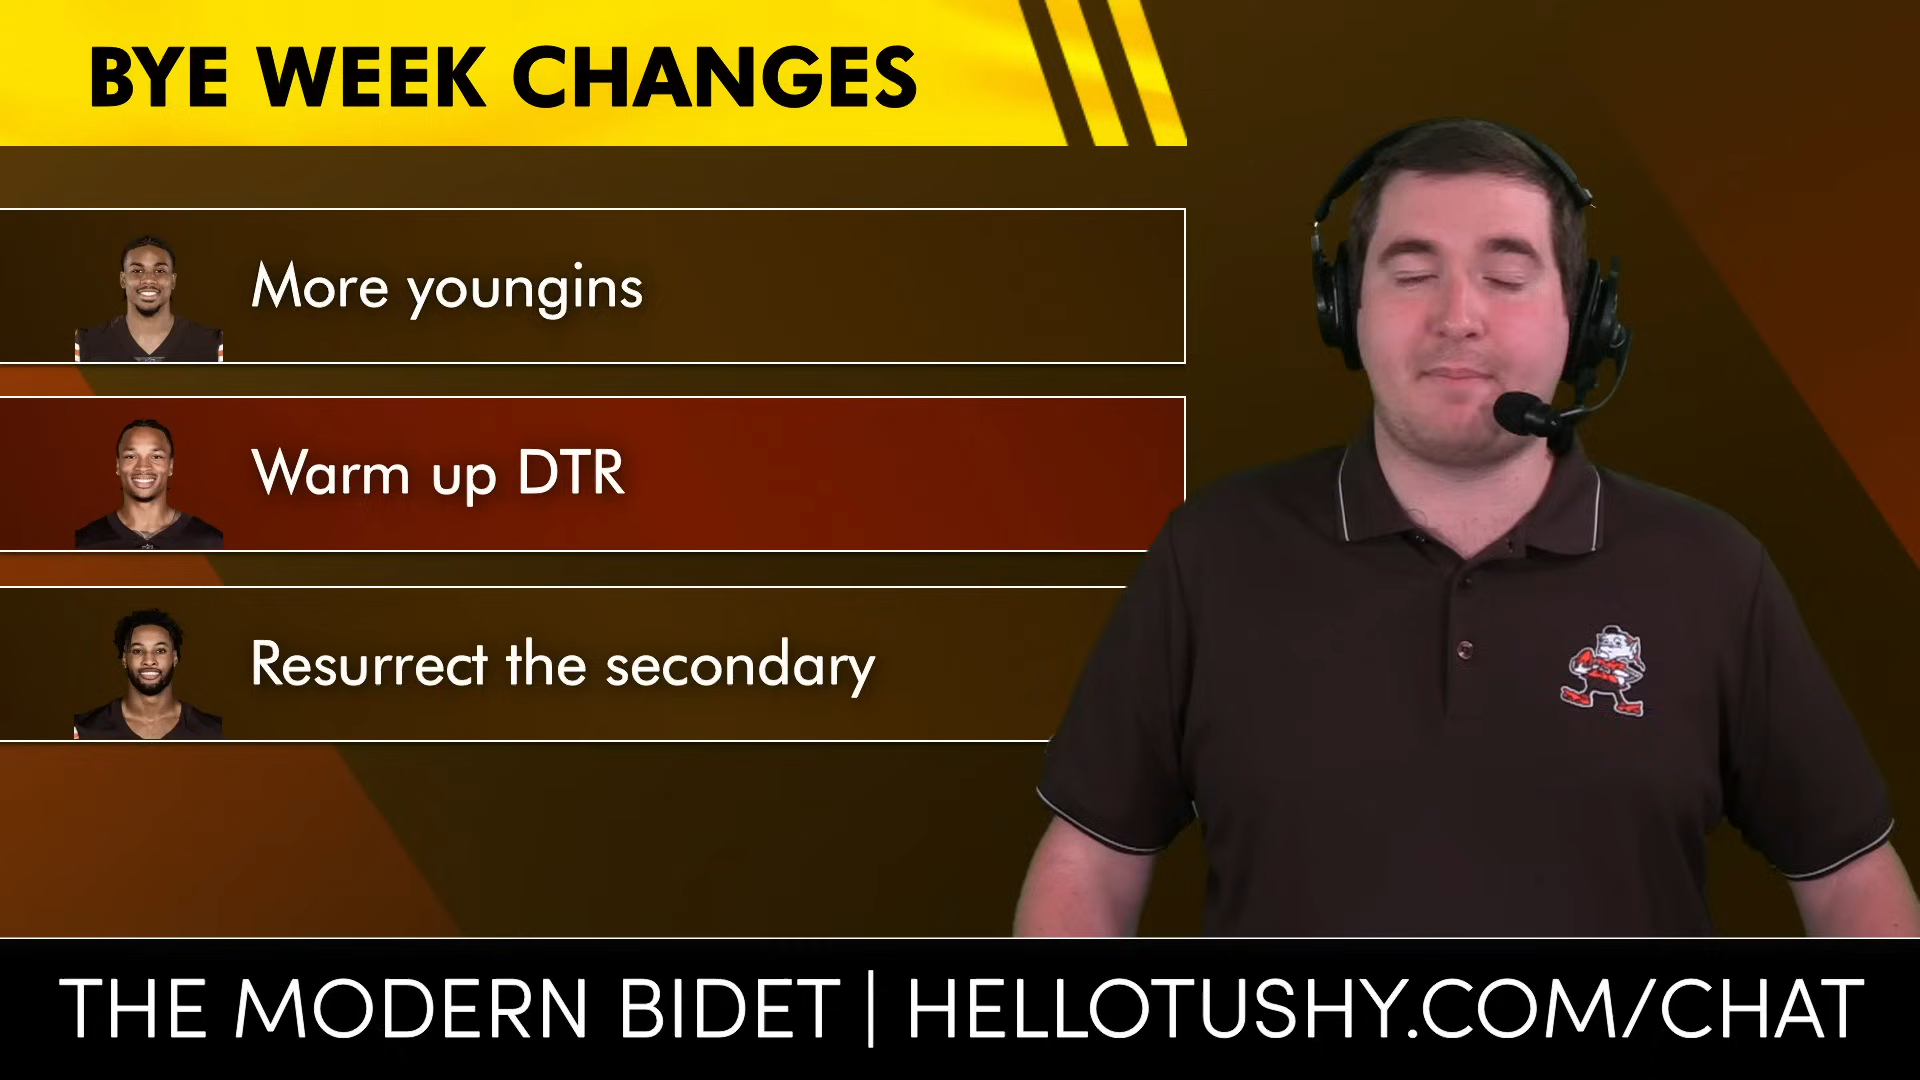 BYE WEEK CHANGES
More youngins
Warm up DTR
Resurrect the secondary
THE MODERN BIDET | HELLOTUSHY.COM/CHAT